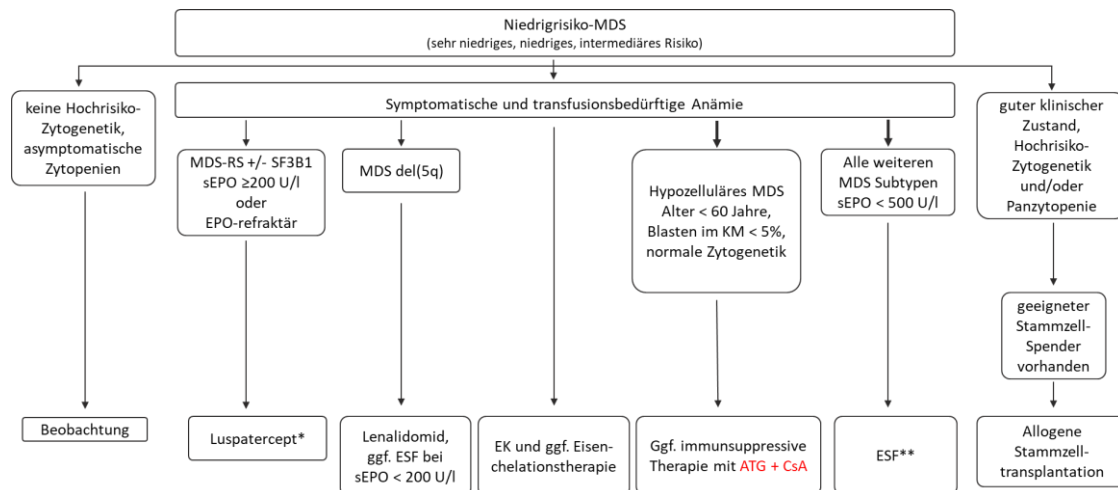 Niedrigrisiko-MDS
(sehr niedriges, niedriges, intermediäres Risiko)
keine Hochrisiko-
Zytogenetik,
asymptomatische
Zytopenien
Symptomatische und transfusionsbedürftige Anämie
guter klinischer
Zustand,
Hochrisiko-
Zytogenetik
und/oder
Panzytopenie
MDS-RS +/- SF3B1
sEPO ≥200 U/l
oder
EPO-refraktär
MDS del(5q)
Hypozelluläres MDS
Alter < 60 Jahre,
Blasten im KM < 5%,
normale Zytogenetik
Alle weiteren
MDS Subtypen
sEPO < 500 U/l
geeigneter
Stammzell-
Spender
vorhanden
Beobachtung
Luspatercept*
Lenalidomid,
ggf. ESF bei
sEPO < 200 U/l
EK und ggf. Eisen-
chelationstherapie
Ggf. immunsuppressive
Therapie mit ATG + CsA
ESF**
Allogene
Stammzell-
transplantation